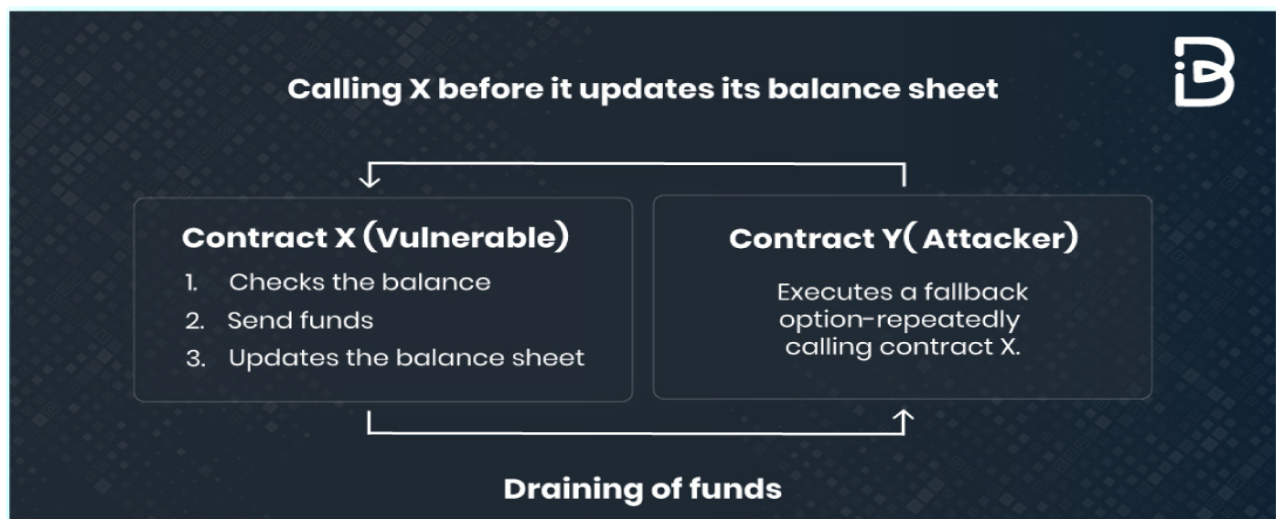 Calling X before it updates its balance sheet
Contract X (Vulnerable)
1. Checks the balance
2. Send funds
3. Updates the balance sheet
Contract Y( Attacker)
Executes a fallback
option-repeatedly
calling contract X.
Draining of funds